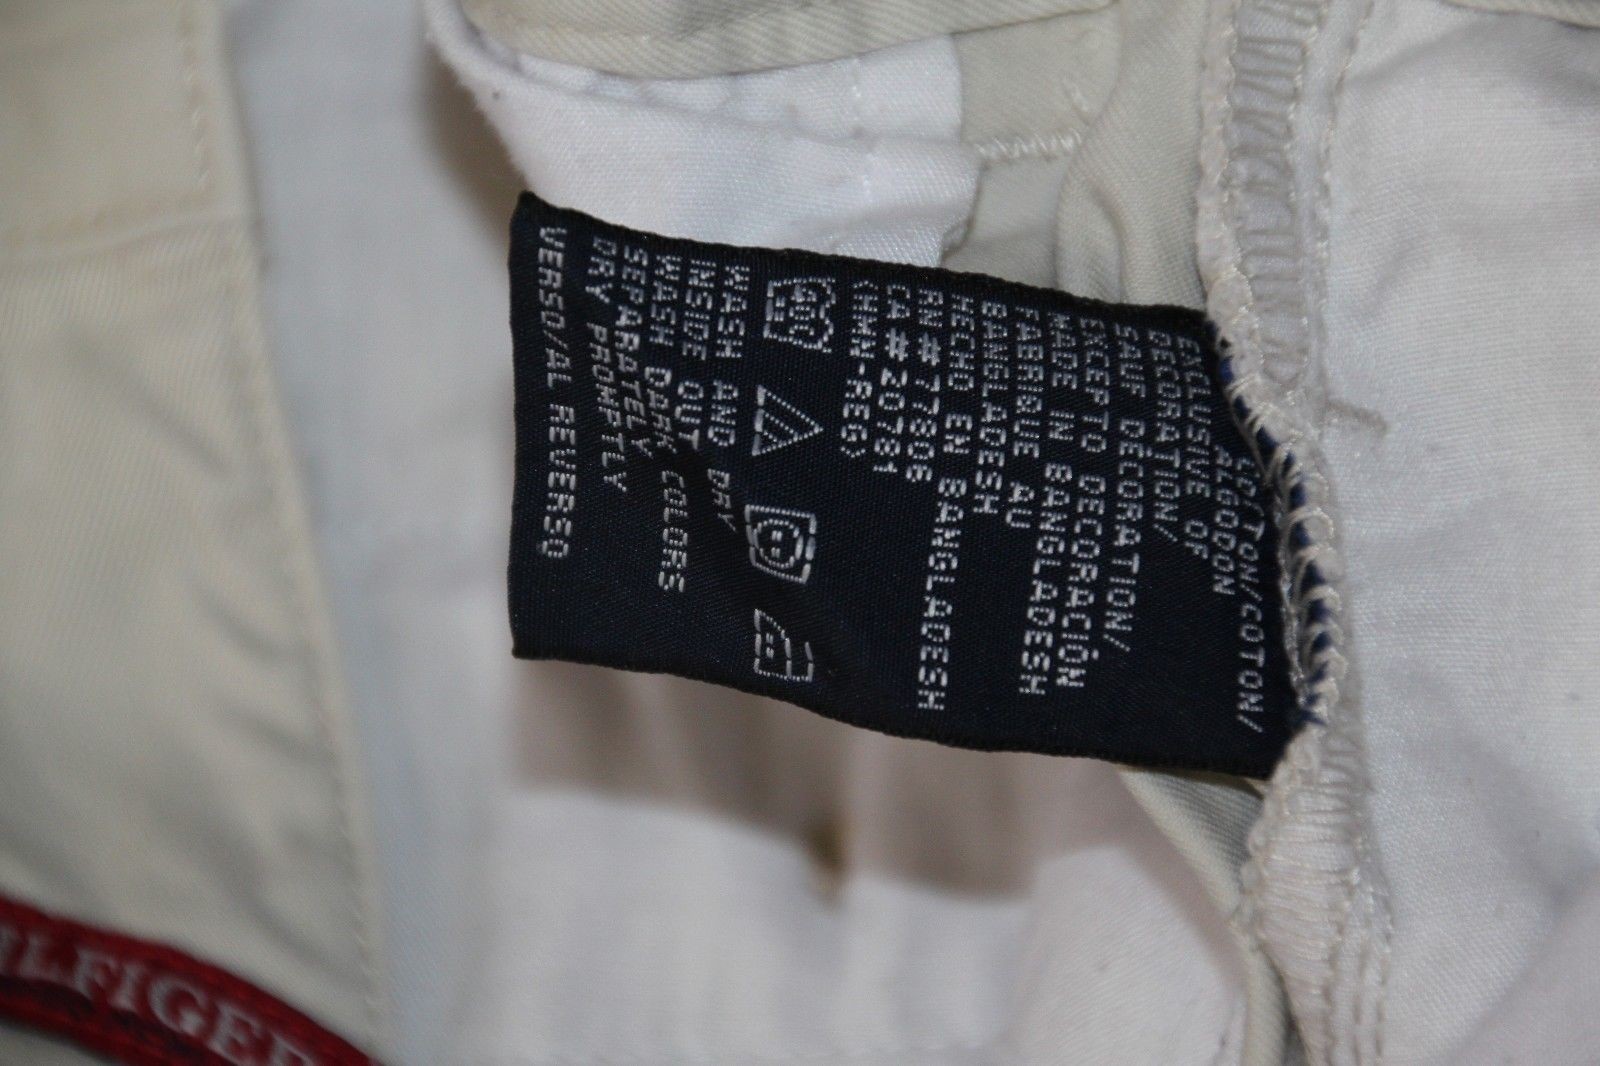 COTON/
ALGODON
EXCLUSIVE OF
DECORATION/
SAUF DECORATION/
EXCEPTO DECORACIÓN
MADE IN BANGLADESH
FABRIQUE AU
BANGLADESH
HECHO EN BANGLADESH
RN#77806
CA#20781
(HMW-REG)
WASH AND DRY
INSIDE OUT
WASH DARK COLORS
SEPARATELY
DRY PROMPTLY
VERSO/AL REVERSO
HILFIGER